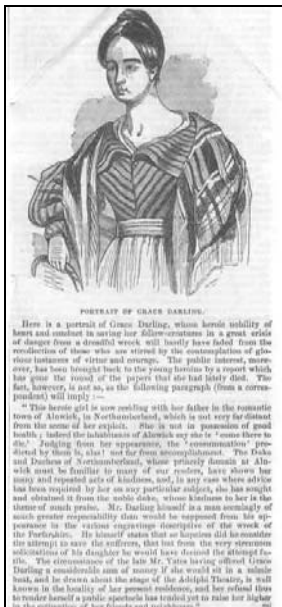 PORTRAIT OF GRACE DARLING.
Here is a portrait of Grace Darling, whose heroic nobility of
heart and conduct in saving her fellow-creatures in a great crisis
of danger from a dreadful wreck will hardly have faded from the
recollection of those who are stirred by the contemplation of glo-
rious instances of virtue and courage. The public interest, more-
over, has been brought back to the young heroine by a report which
has gone the round of the papers that she had lately died. The
fact, however, is not so, as the following paragraph (from a corres-
pondent) will imply :—
"This heroic girl is now residing with her father in the romantic
town of Alnwick, in Northumberland, which is not very far distant
from the scene of her exploit. She is not in possession of good
health; indeed the inhabitants of Alnwick say she is 'come there to
die.' Judging from her appearance, the 'consummation' pre-
dicted by them is, alas! not far from accomplishment. The Duke
and Duchess of Northumberland, whose princely domain at Aln-
wick must be familiar to many of our readers, have shown her
many and repeated acts of kindness, and, in any case where advice
has been required by her on any particular subject, she has sought
and obtained it from the noble duke, whose kindness to her is the
theme of much praise. Mr. Darling himself is a man seemingly of
much greater respectability than would be supposed from his ap-
pearance in the various engravings descriptive of the wreck of
the Forfarshire. He himself states that so hopeless did he consider
the attempt to save the sufferers, that but from the very vehement
solicitations of his daughter he would have deemed the attempt fu-
tile. The circumstance of the late Mr. Yates having offered Grace
Darling a considerable sum of money if she would sit in a mimic
boat, and be drawn about the stage of the Adelphi Theatre, is well
known in the locality of her present residence, and her refusal thus
to render herself a public spectacle has tended yet to raise her higher
in the estimation of her friends and neighbours."